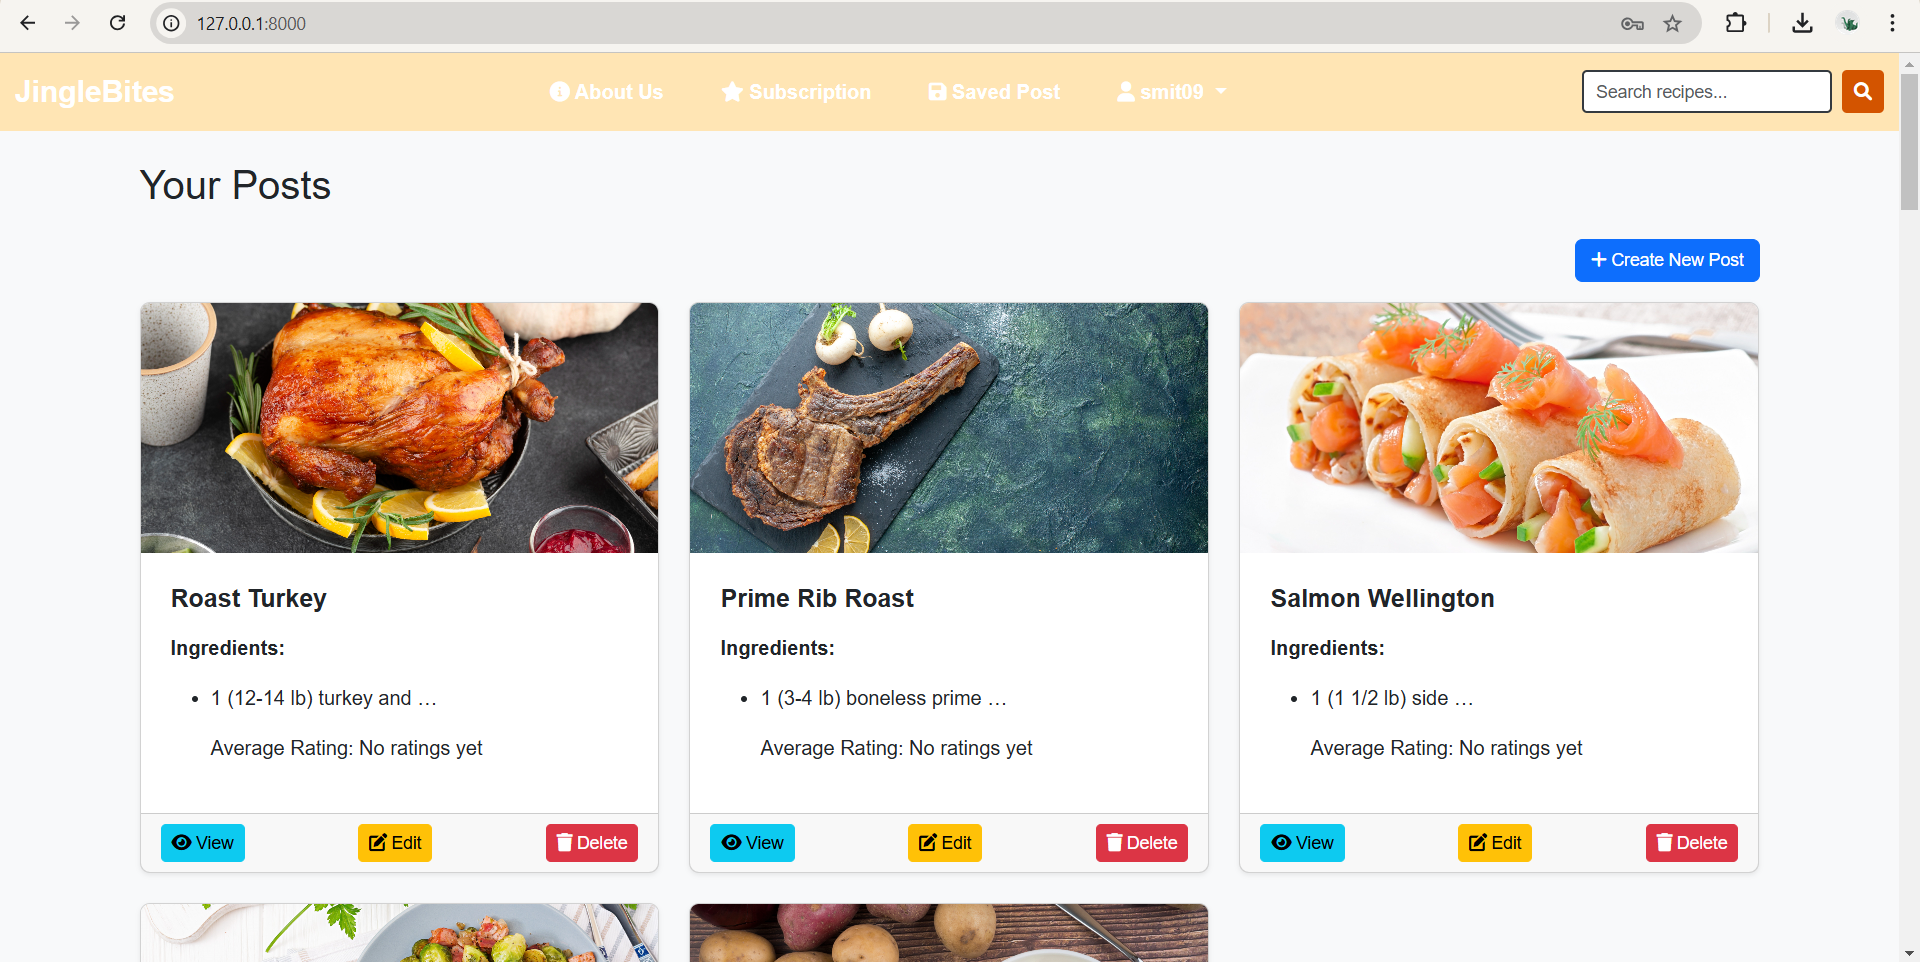 127.0.0.1:8000
JingleBites
About Us
Subscription
Saved Post
smit09
Search recipes...
Your Posts
Create New Post
Roast Turkey
Ingredients:
• 1 (12-14 lb) turkey and …
Average Rating: No ratings yet
View
Edit
Delete
Prime Rib Roast
Ingredients:
• 1 (3-4 lb) boneless prime …
Average Rating: No ratings yet
View
Edit
Delete
Salmon Wellington
Ingredients:
• 1 (1 1/2 lb) side …
Average Rating: No ratings yet
View
Edit
Delete